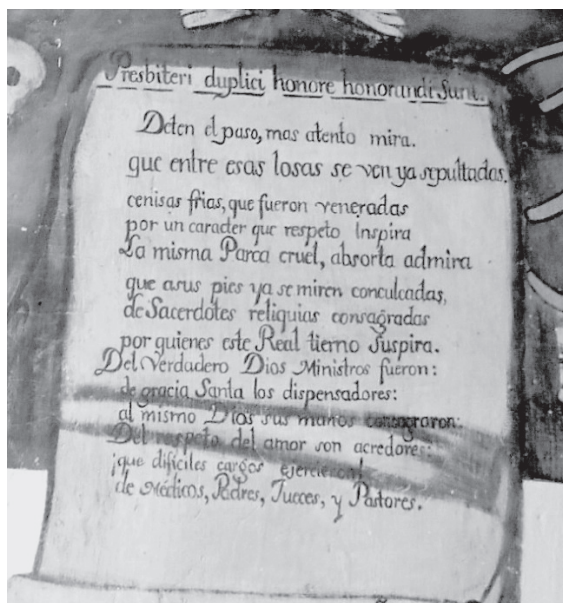 Presbiteri duplici honore honorandi Sunt.
Deten el paso, mas atento mira.
que entre esas losas se ven ya sepultadas,
cenisas frias, que fueron veneradas
por un caracter que respeto Inspira
La misma Parca cruel, absorta admira
que asus pies ya se miren conculcadas,
de Sacerdotes reliquias consagradas
por quienes este Real tierno Suspira.
Del Verdadero Dios Ministros fueron:
de gracia Santa los dispensadores:
al mismo Dios sus manos consagraron:
Del respeto del amor son acredores:
¡que dificiles cargos ejercieron!
de Médicos, Padres, Jueces, y Pastores.